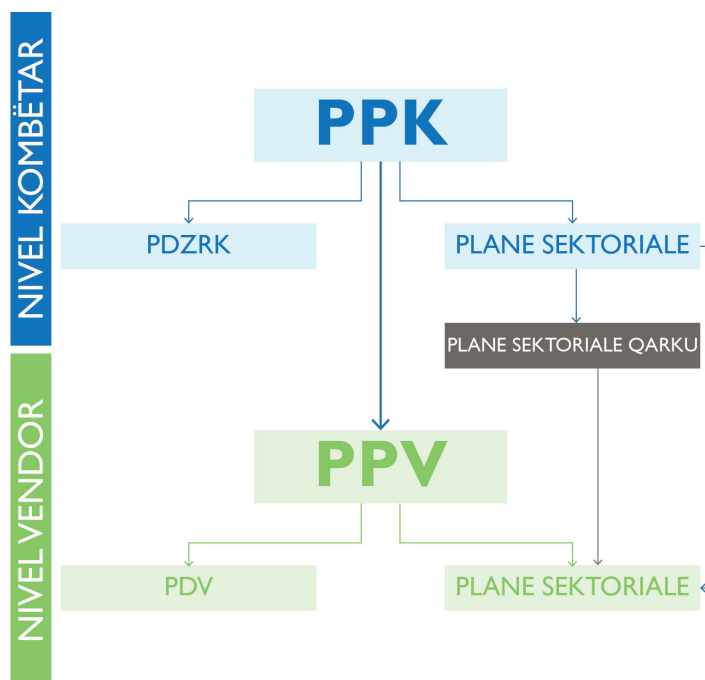 NIVEL KOMBËTAR
PPK
PDZRK
PLANE SEKTORIALE
PLANE SEKTORIALE QARKU
NIVEL VENDOR
PPV
PDV
PLANE SEKTORIALE